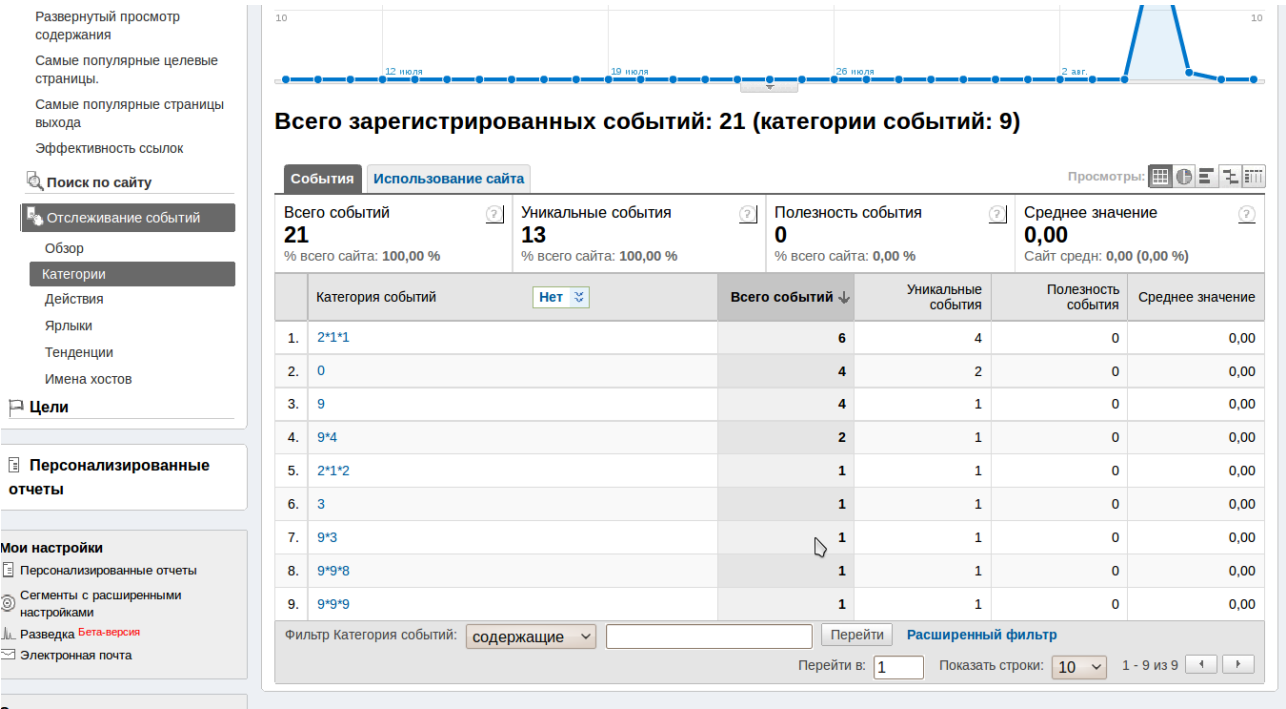 Развернутый просмотр
содержания
Самые популярные целевые
страницы.
Самые популярные страницы
выхода
Эффективность ссылок
Поиск по сайту
Отслеживание событий
Обзор
Категории
Действия
Ярлыки
Тенденции
Имена хостов
Цели
Персонализированные
отчеты
Мои настройки
Персонализированные отчеты
Сегменты с расширенными
настройками
Разведка Бета-версия
Электронная почта
10 10
12 июля 19 июля 26 июля 2 авг.
Всего зарегистрированных событий: 21 (категории событий: 9)
События Использование сайта Просмотры:
Всего событий ? Уникальные события ? Полезность события ? Среднее значение ?
21 13 0 0,00
% всего сайта: 100,00 % % всего сайта: 100,00 % % всего сайта: 0,00 % Сайт средн: 0,00 (0,00 %)
Категория событий Нет Всего событий Уникальные события Полезность события Среднее значение
1. 2*1*1 6 4 0 0,00
2. 0 4 2 0 0,00
3. 9 4 1 0 0,00
4. 9*4 2 1 0 0,00
5. 2*1*2 1 1 0 0,00
6. 3 1 1 0 0,00
7. 9*3 1 1 0 0,00
8. 9*9*8 1 1 0 0,00
9. 9*9*9 1 1 0 0,00
Фильтр Категория событий: содержащие Перейти Расширенный фильтр
Перейти в: 1 Показать строки: 10 1 - 9 из 9